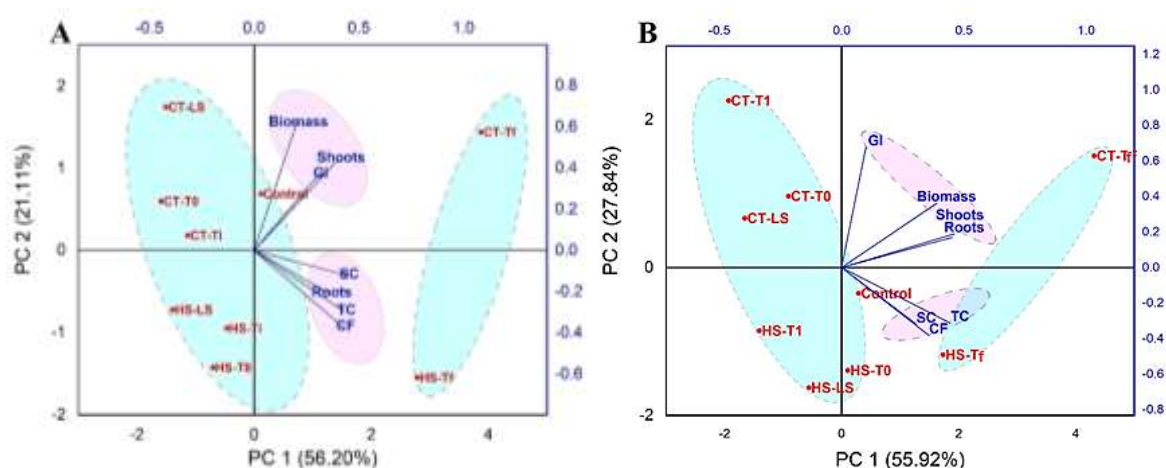 A
-0.5 0.0 0.5 1.0
PC 2 (21.11%)
2
1
0
-1
-2
0.8
0.6
0.4
0.2
0.0
-0.2
-0.4
-0.6
CT-LS
Biomass
CT-Tf
Shoots
GI
Control
CT-T0
SC
Roots
TC
HS-LS
CF
HS-Tf
-2 0 2 4
PC 1 (56.20%)
B
-0.5 0.0 0.5 1.0
PC 2 (27.84%)
2
0
-2
1.2
1.0
0.8
0.6
0.4
0.2
0.0
-0.2
-0.4
-0.6
-0.8
CT-T1
GI
CT-Tf
CT-T0
Biomass
CT-LS
Shoots
Roots
Control
SC TC
HS-T1
CF
HS-Tf
HS-T0
HS-LS
-2 0 2 4
PC 1 (55.92%)